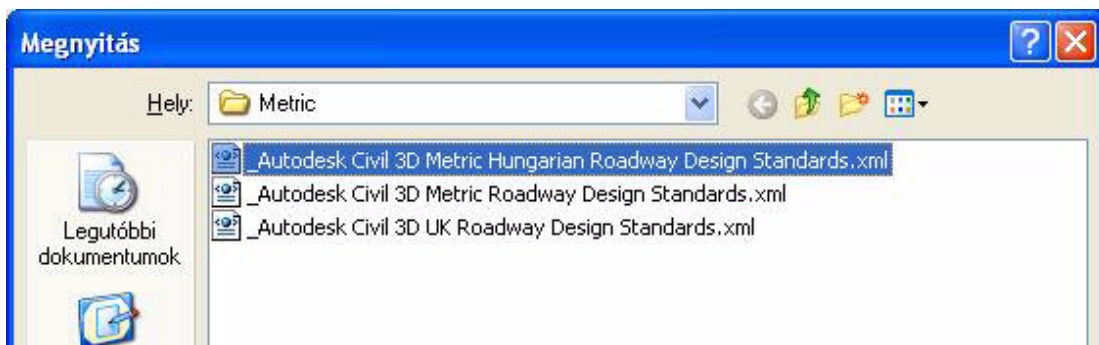 Megnyitás
Hely: Metric
_Autodesk Civil 3D Metric Hungarian Roadway Design Standards.xml
_Autodesk Civil 3D Metric Roadway Design Standards.xml
_Autodesk Civil 3D UK Roadway Design Standards.xml
Legutóbbi
dokumentumok